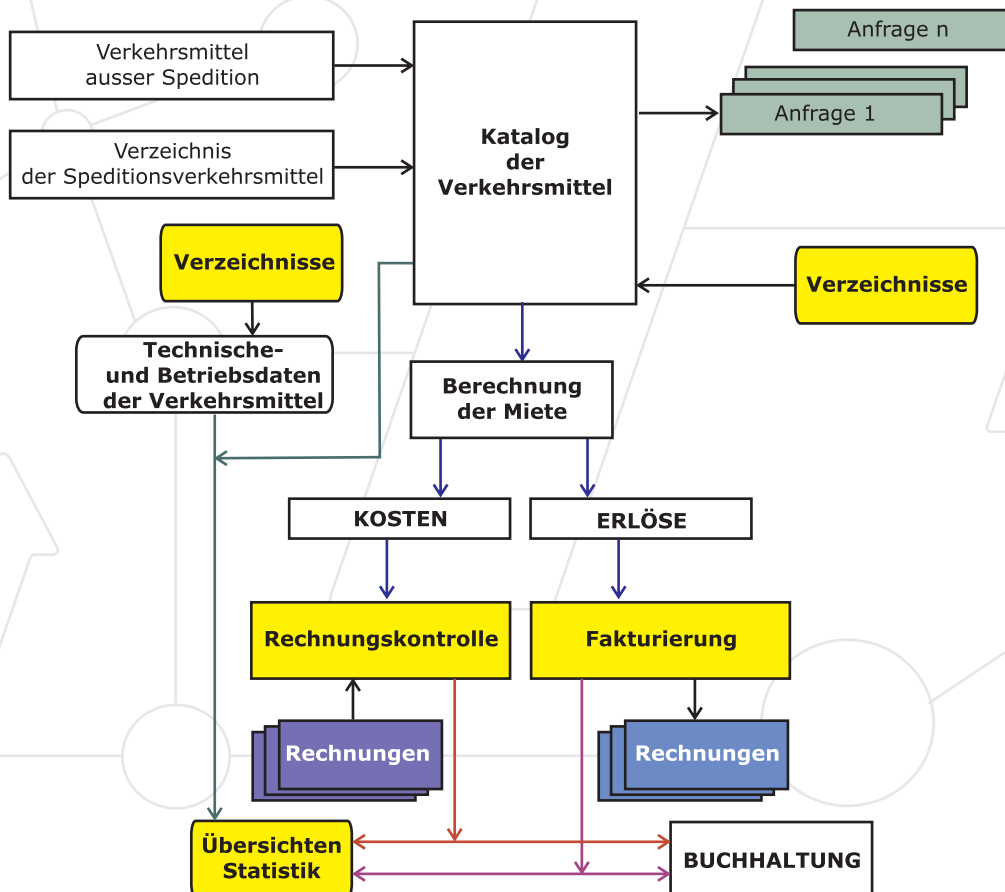 Verkehrsmittel
ausser Spedition
Anfrage n
Anfrage 1
Verzeichnis
der Speditionsverkehrsmittel
Katalog
der
Verkehrsmittel
Verzeichnisse
Verzeichnisse
Technische-
und Betriebsdaten
der Verkehrsmittel
Berechnung
der Miete
KOSTEN
ERLÖSE
Rechnungskontrolle
Fakturierung
Rechnungen
Rechnungen
Übersichten
Statistik
BUCHHALTUNG